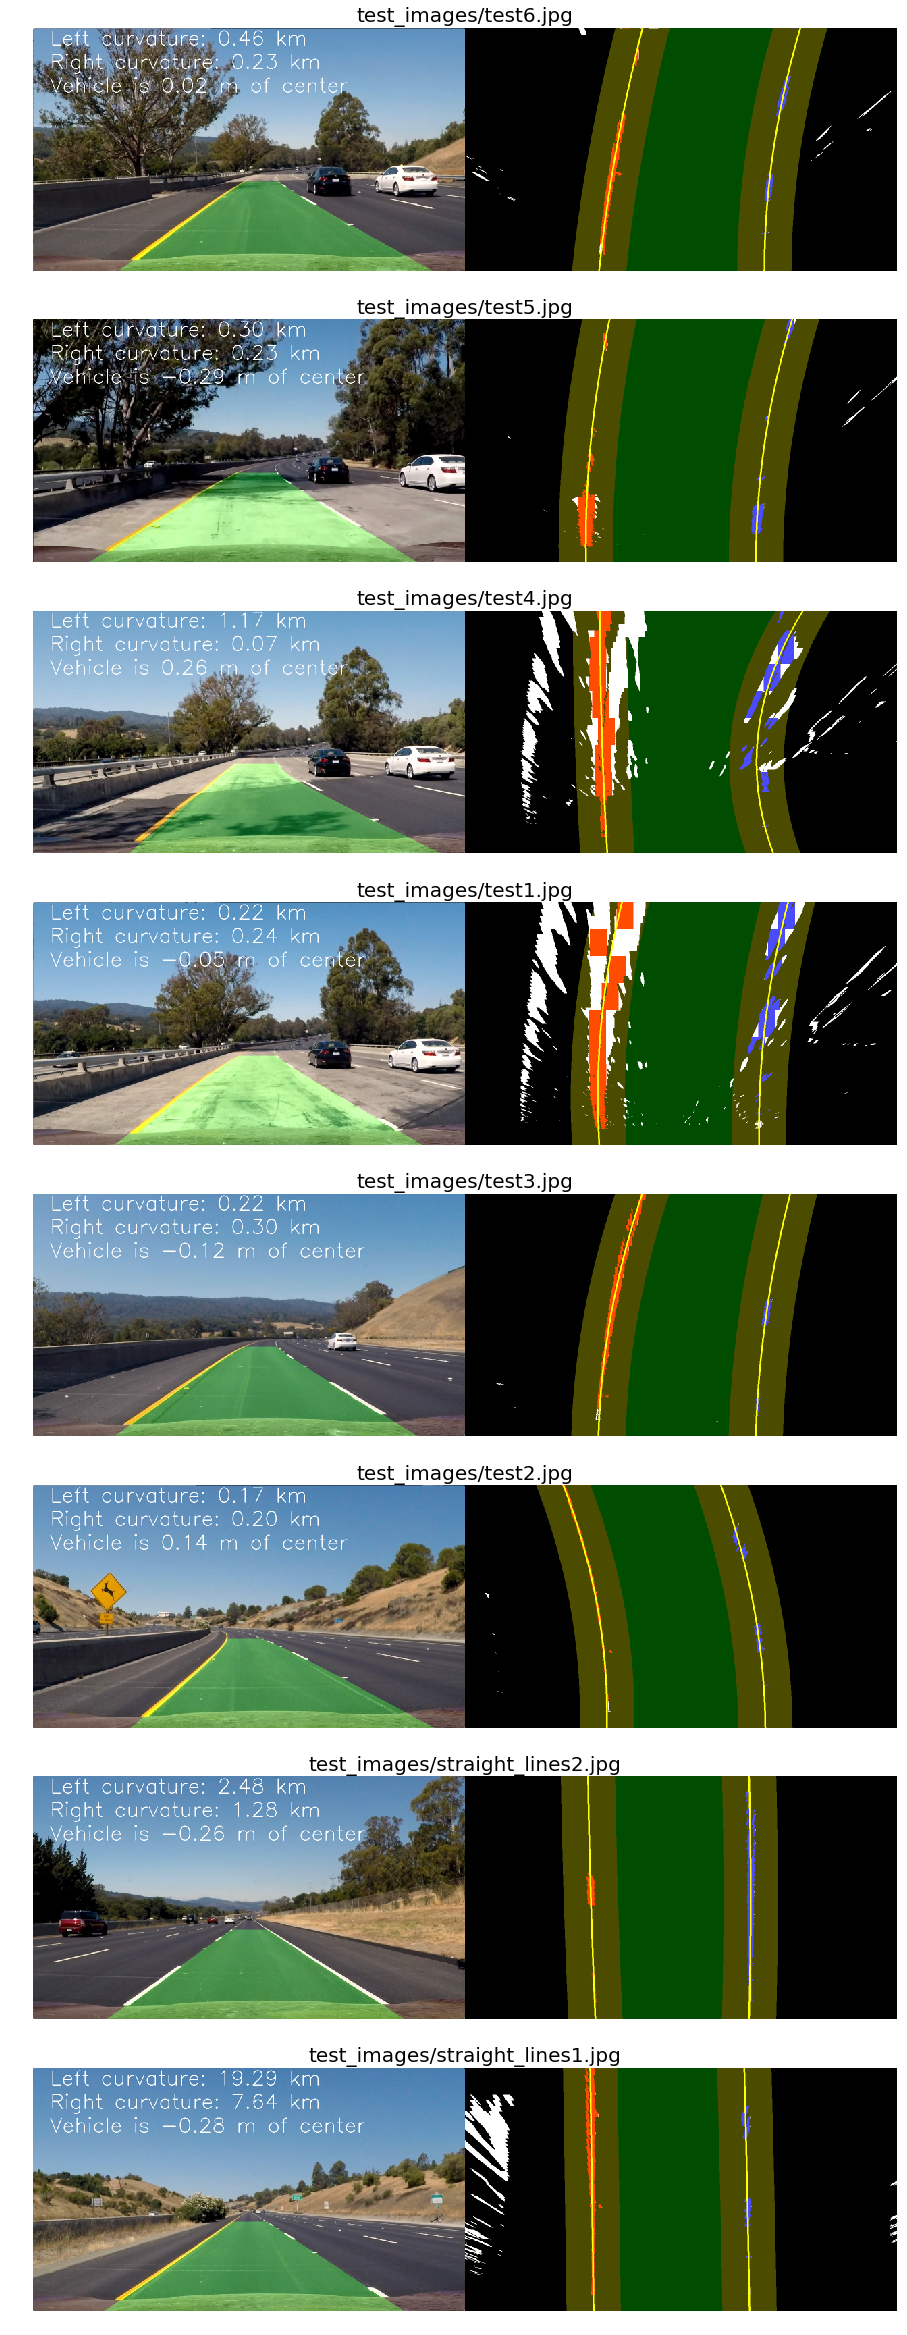 test_images/test6.jpg
Left curvature: 0.46 km
Right curvature: 0.23 km
Vehicle is 0.02 m of center
test_images/test5.jpg
Left curvature: 0.30 km
Right curvature: 0.23 km
Vehicle is −0.29 m of center
test_images/test4.jpg
Left curvature: 1.17 km
Right curvature: 0.07 km
Vehicle is 0.26 m of center
test_images/test1.jpg
Left curvature: 0.22 km
Right curvature: 0.24 km
Vehicle is −0.05 m of center
test_images/test3.jpg
Left curvature: 0.22 km
Right curvature: 0.30 km
Vehicle is −0.12 m of center
test_images/test2.jpg
Left curvature: 0.17 km
Right curvature: 0.20 km
Vehicle is 0.14 m of center
test_images/straight_lines2.jpg
Left curvature: 2.48 km
Right curvature: 1.28 km
Vehicle is −0.26 m of center
test_images/straight_lines1.jpg
Left curvature: 19.29 km
Right curvature: 7.64 km
Vehicle is −0.28 m of center